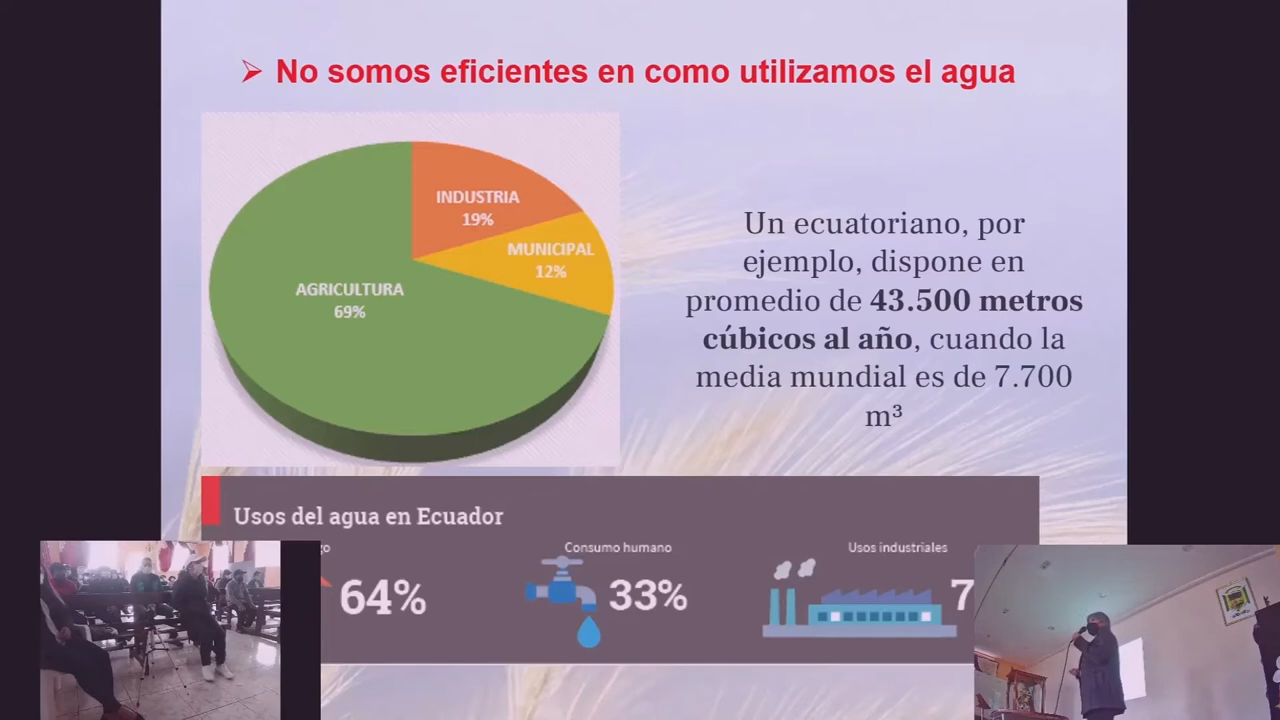 ➢ No somos eficientes en como utilizamos el agua
INDUSTRIA
19%
MUNICIPAL
12%
AGRICULTURA
69%
Un ecuatoriano, por
ejemplo, dispone en
promedio de 43.500 metros
cúbicos al año, cuando la
media mundial es de 7.700
m³
Usos del agua en Ecuador
go
64%
Consumo humano
33%
Usos industriales
7